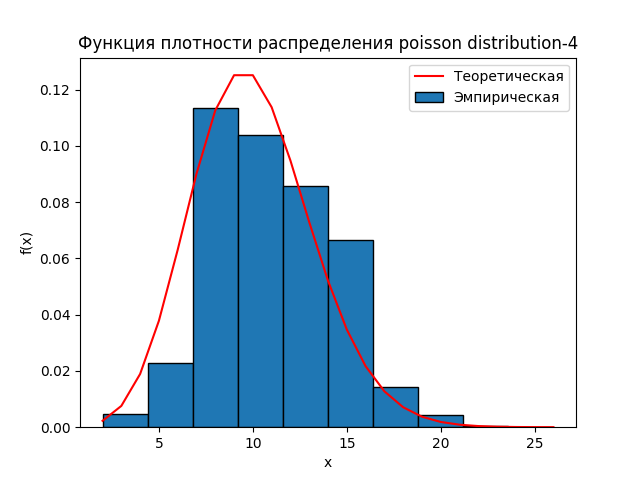 Функция плотности распределения poisson distribution-4
Теоретическая
Эмпирическая
f(x)
0.12
0.10
0.08
0.06
0.04
0.02
0.00
5 10 15 20 25
x